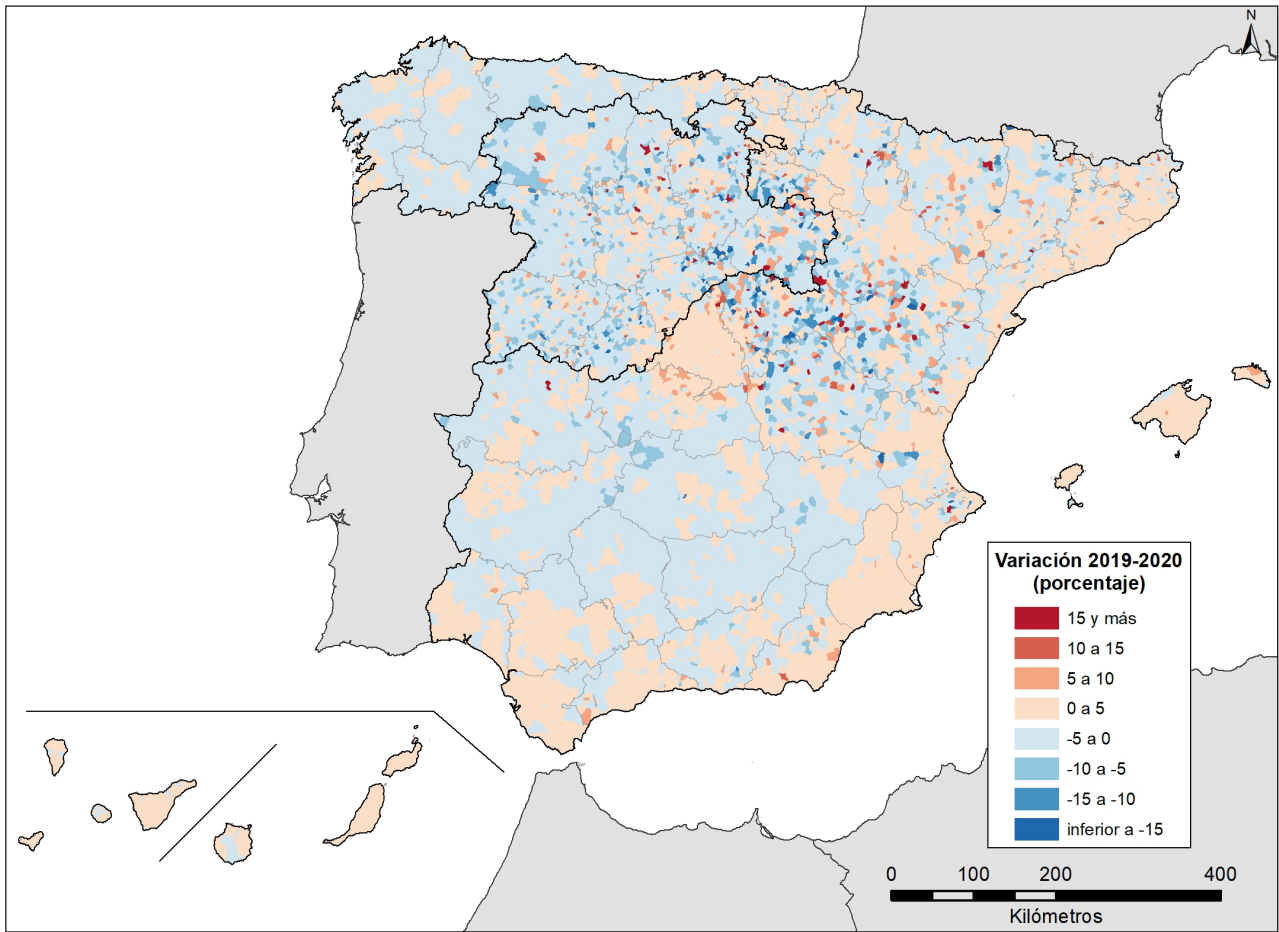 N
Variación 2019-2020
(porcentaje)
15 y más
10 a 15
5 a 10
0 a 5
-5 a 0
-10 a -5
-15 a -10
inferior a -15
0 100 200 400
Kilómetros